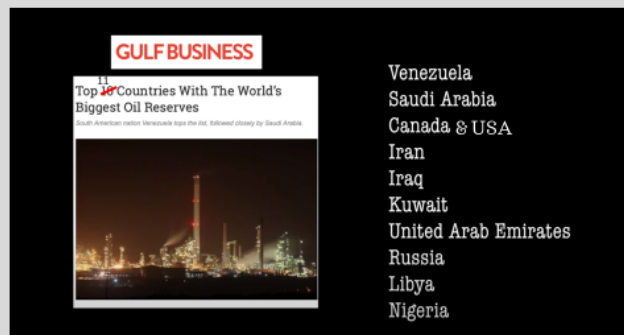 GULF BUSINESS
11
Top 10 Countries With The World's
Biggest Oil Reserves
South American nation Venezuela tops the list, followed closely by Saudi Arabia.
Venezuela
Saudi Arabia
Canada & USA
Iran
Iraq
Kuwait
United Arab Emirates
Russia
Libya
Nigeria